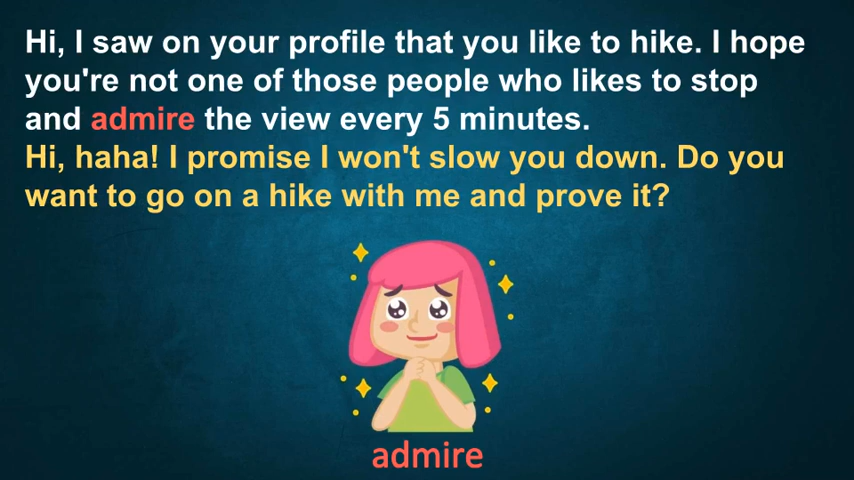 Hi, I saw on your profile that you like to hike. I hope
you're not one of those people who likes to stop
and admire the view every 5 minutes.
Hi, haha! I promise I won't slow you down. Do you
want to go on a hike with me and prove it?
admire